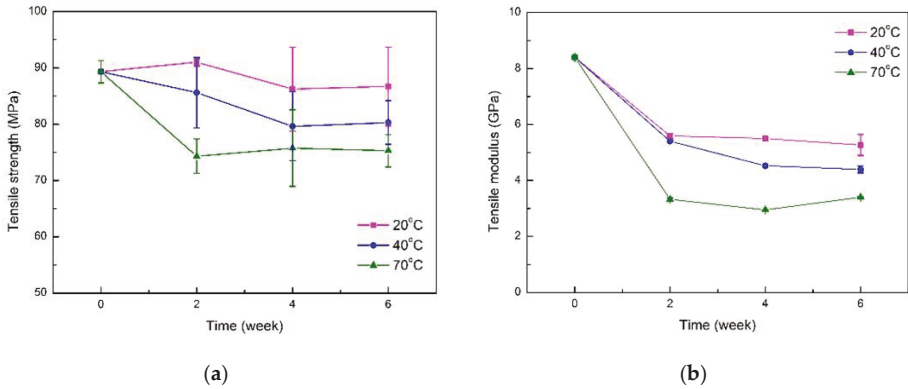 100
90
80
70
60
50
Tensile strength (MPa)
20°C
40°C
70°C
0 2 4 6
Time (week)
(a)
10
8
6
4
2
0
Tensile modulus (GPa)
20°C
40°C
70°C
0 2 4 6
Time (week)
(b)